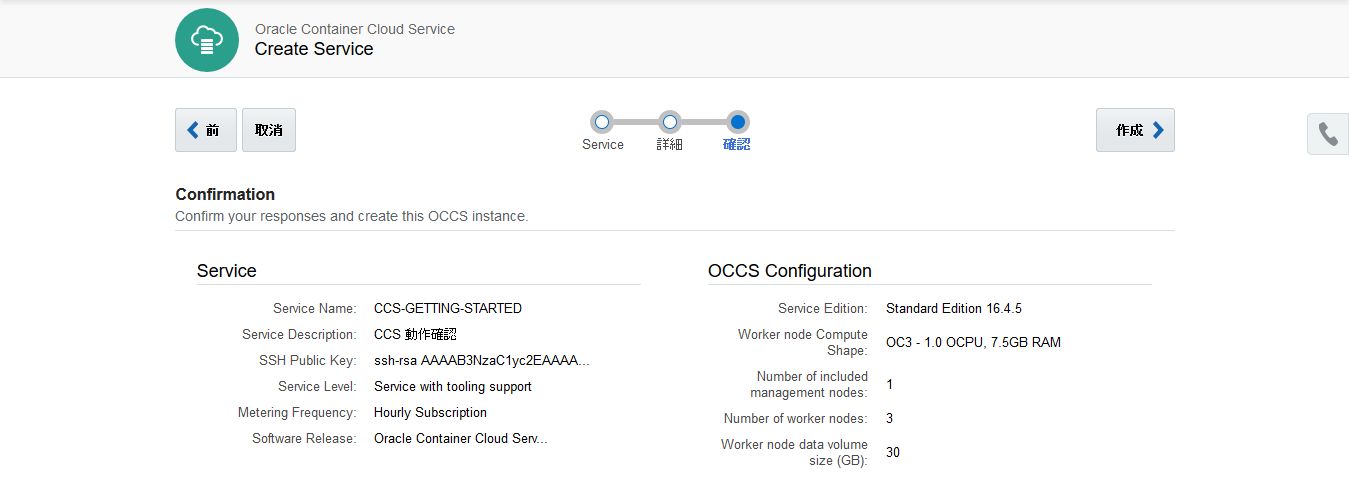 Oracle Container Cloud Service
Create Service
前
取消
Service
詳細
確認
作成
Confirmation
Confirm your responses and create this OCCS instance.
Service
Service Name: CCS-GETTING-STARTED
Service Description: CCS 動作確認
SSH Public Key: ssh-rsa AAAAB3NzaC1yc2EAAAA...
Service Level: Service with tooling support
Metering Frequency: Hourly Subscription
Software Release: Oracle Container Cloud Serv...
OCCS Configuration
Service Edition: Standard Edition 16.4.5
Worker node Compute
Shape: OC3 - 1.0 OCPU, 7.5GB RAM
Number of included
management nodes: 1
Number of worker nodes: 3
Worker node data volume
size (GB): 30